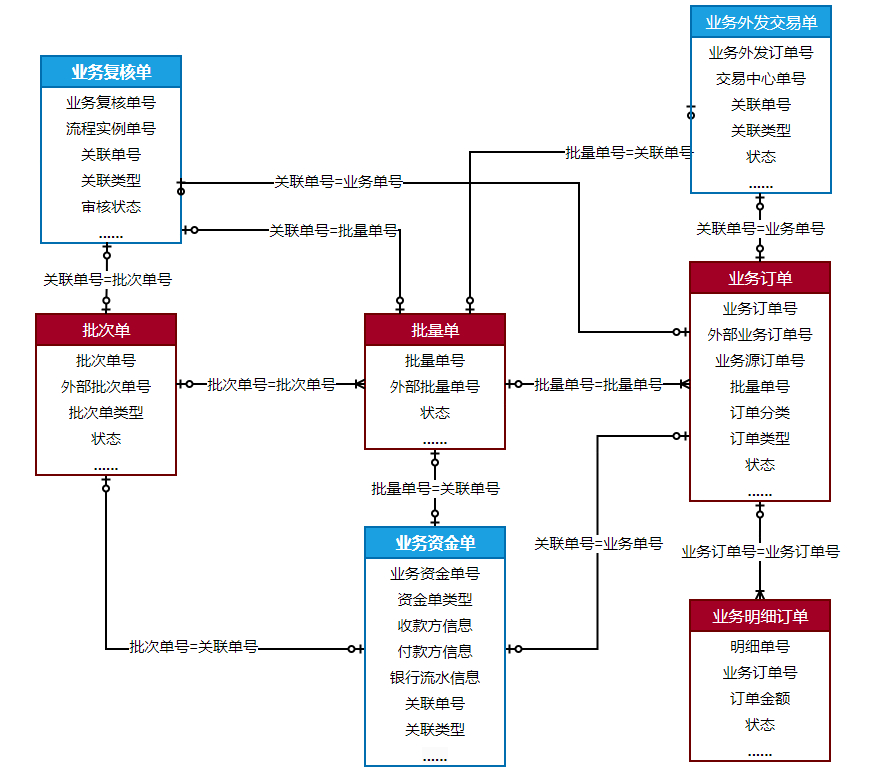 业务外发交易单
业务外发订单号
交易中心单号
关联单号
关联类型
状态
......
业务复核单
业务复核单号
流程实例单号
关联单号
关联类型
审核状态
......
批量单号=关联单号
关联单号=业务单号
关联单号=批量单号
关联单号=业务单号
关联单号=批次单号
批次单
批次单号
外部批次单号
批次单类型
状态
......
批次单号=批次单号
批量单
批量单号
外部批量单号
状态
......
批量单号=批量单号
业务订单
业务订单号
外部业务订单号
业务源订单号
批量单号
订单分类
订单类型
状态
......
批量单号=关联单号
关联单号=业务单号
业务订单号=业务订单号
批次单号=关联单号
业务资金单
业务资金单号
资金单类型
收款方信息
付款方信息
银行流水信息
关联单号
关联类型
......
业务明细订单
明细单号
业务订单号
订单金额
状态
......